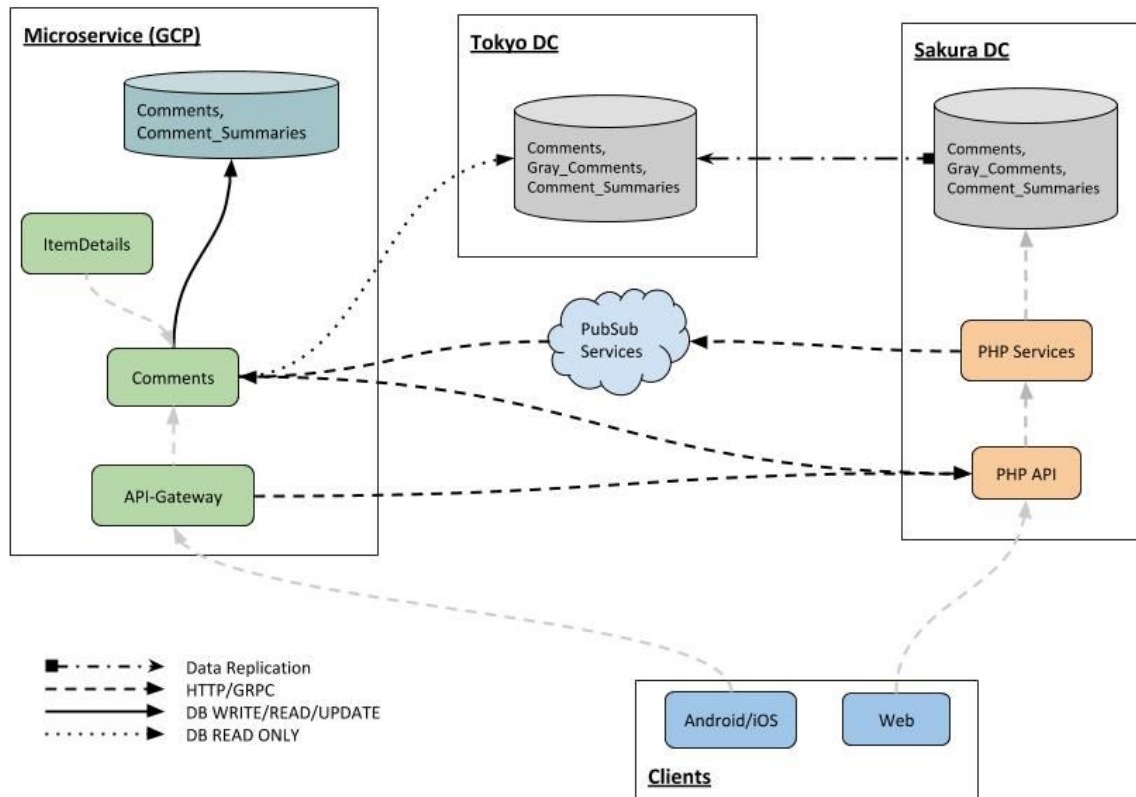 Microservice (GCP)
Comments,
Comment_Summaries
ItemDetails
Comments
API-Gateway
Tokyo DC
Comments,
Gray_Comments,
Comment_Summaries
PubSub
Services
Sakura DC
Comments,
Gray_Comments,
Comment_Summaries
PHP Services
PHP API
Data Replication
HTTP/GRPC
DB WRITE/READ/UPDATE
DB READ ONLY
Android/iOS
Web
Clients